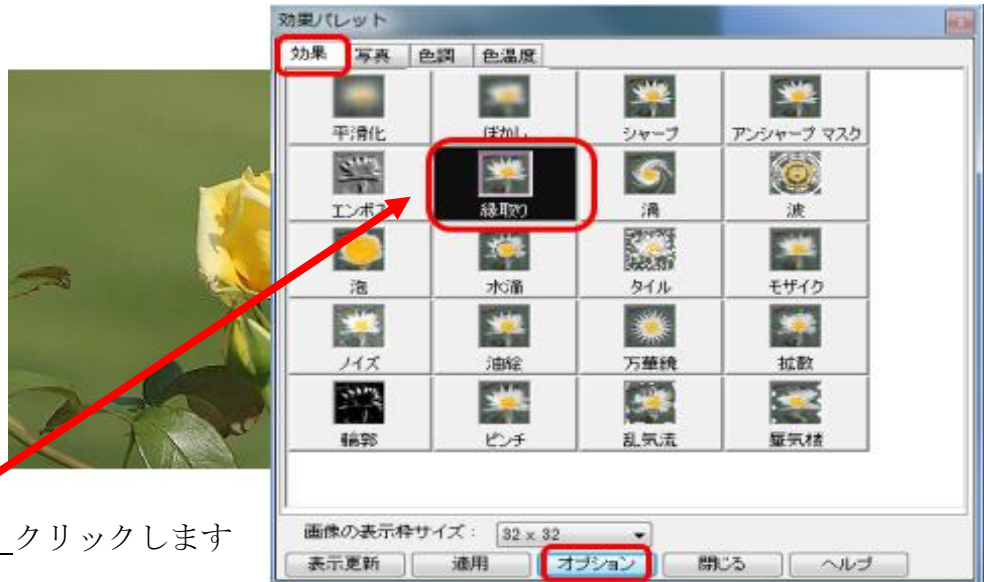 効果パレット
効果 写真 色調 色温度
平滑化 ぼかし シャープ アンシャープ マスク
エンボス 縁取り 渦 波
泡 水滴 タイル モザイク
ノイズ 油絵 万華鏡 拡散
輪郭 ピンチ 乱気流 蜃気楼
画像の表示枠サイズ： 32 x 32
表示更新 適用 オプション 閉じる ヘルプ
クリックします